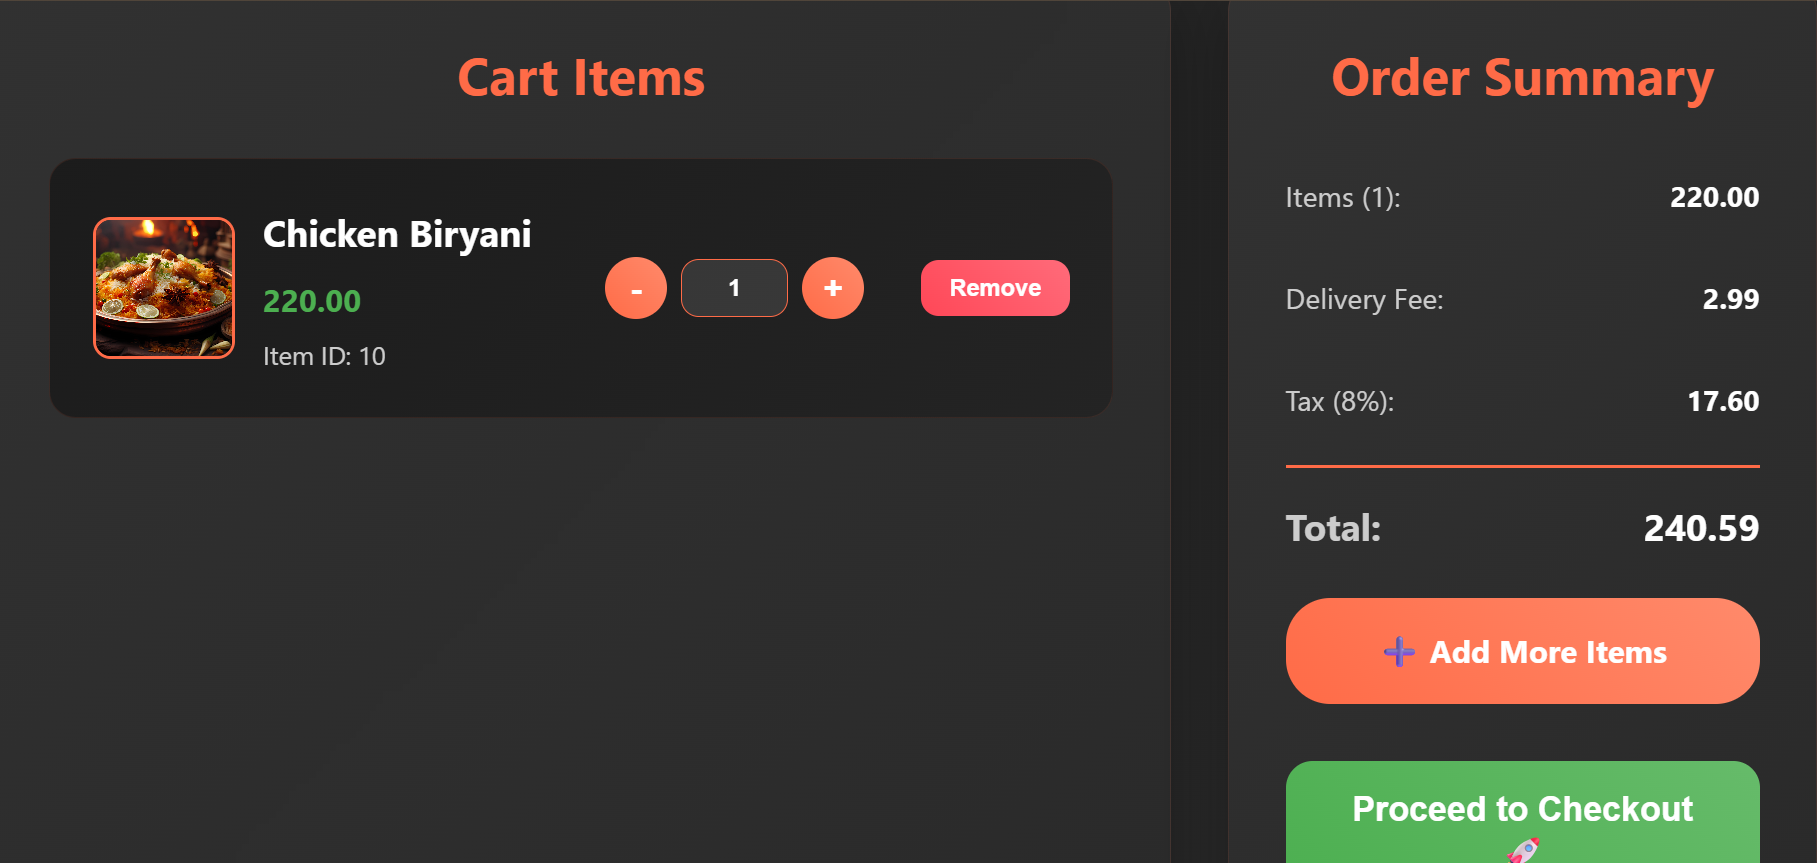 Cart Items
Chicken Biryani
220.00
Item ID: 10
- 1 + Remove
Order Summary
Items (1): 220.00
Delivery Fee: 2.99
Tax (8%): 17.60
Total: 240.59
➕ Add More Items
Proceed to Checkout
🚀